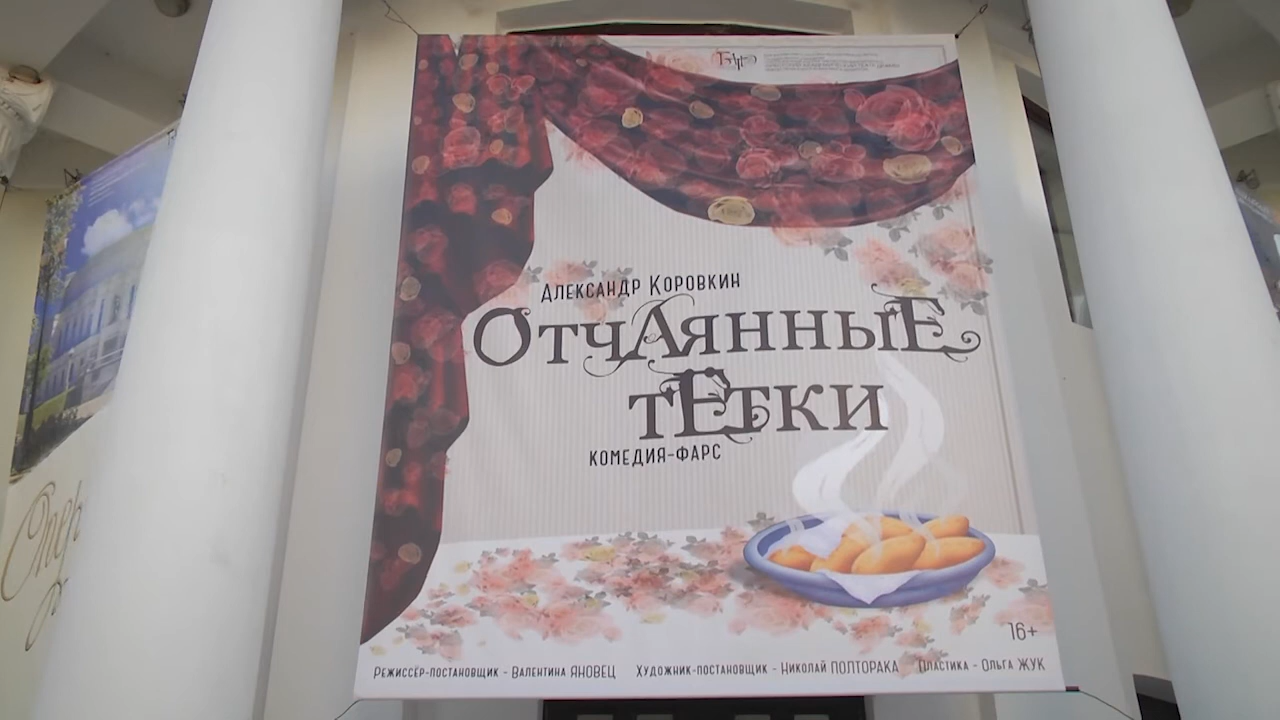 Александр Коровкин
ОтчАянныЕ
тЕтки
комедия-фарс
16+
Режиссёр-постановщик - Валентина ЯНОВЕЦ Художник-постановщик - Николай ПОЛТОРАКА Пластика - Ольга ЖУК